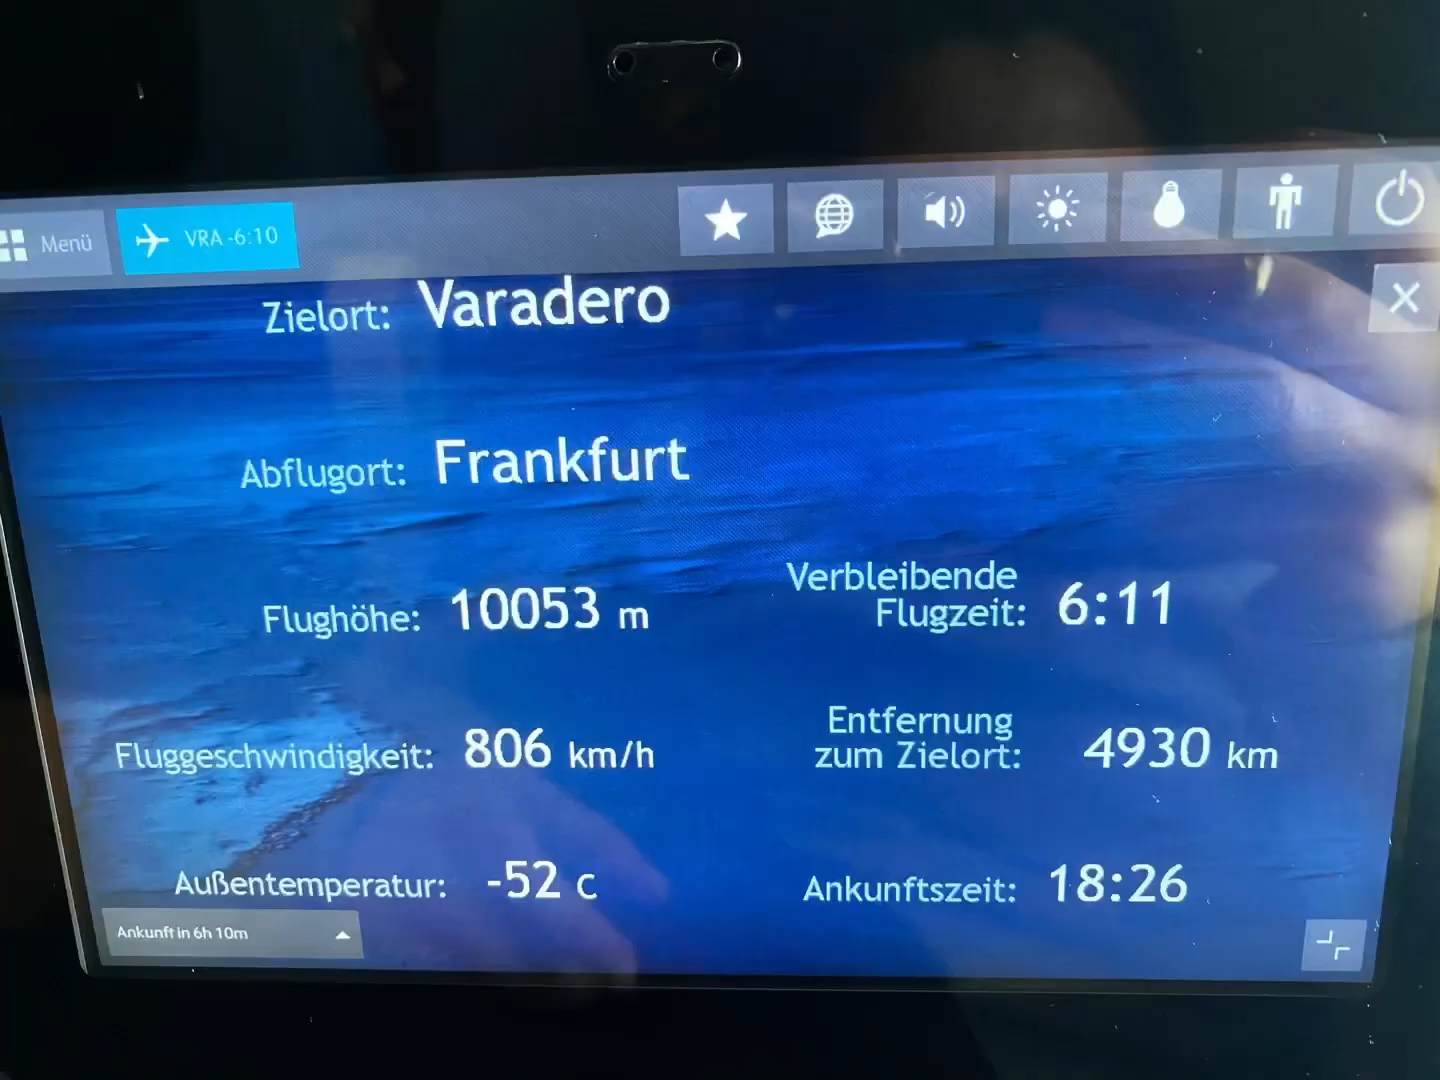 Menü
VRA -6:10
Zielort: Varadero
Abflugort: Frankfurt
Flughöhe: 10053 m
Verbleibende
Flugzeit: 6:11
Fluggeschwindigkeit: 806 km/h
Entfernung
zum Zielort: 4930 km
Außentemperatur: -52 c
Ankunftszeit: 18:26
Ankunft in 6h 10m